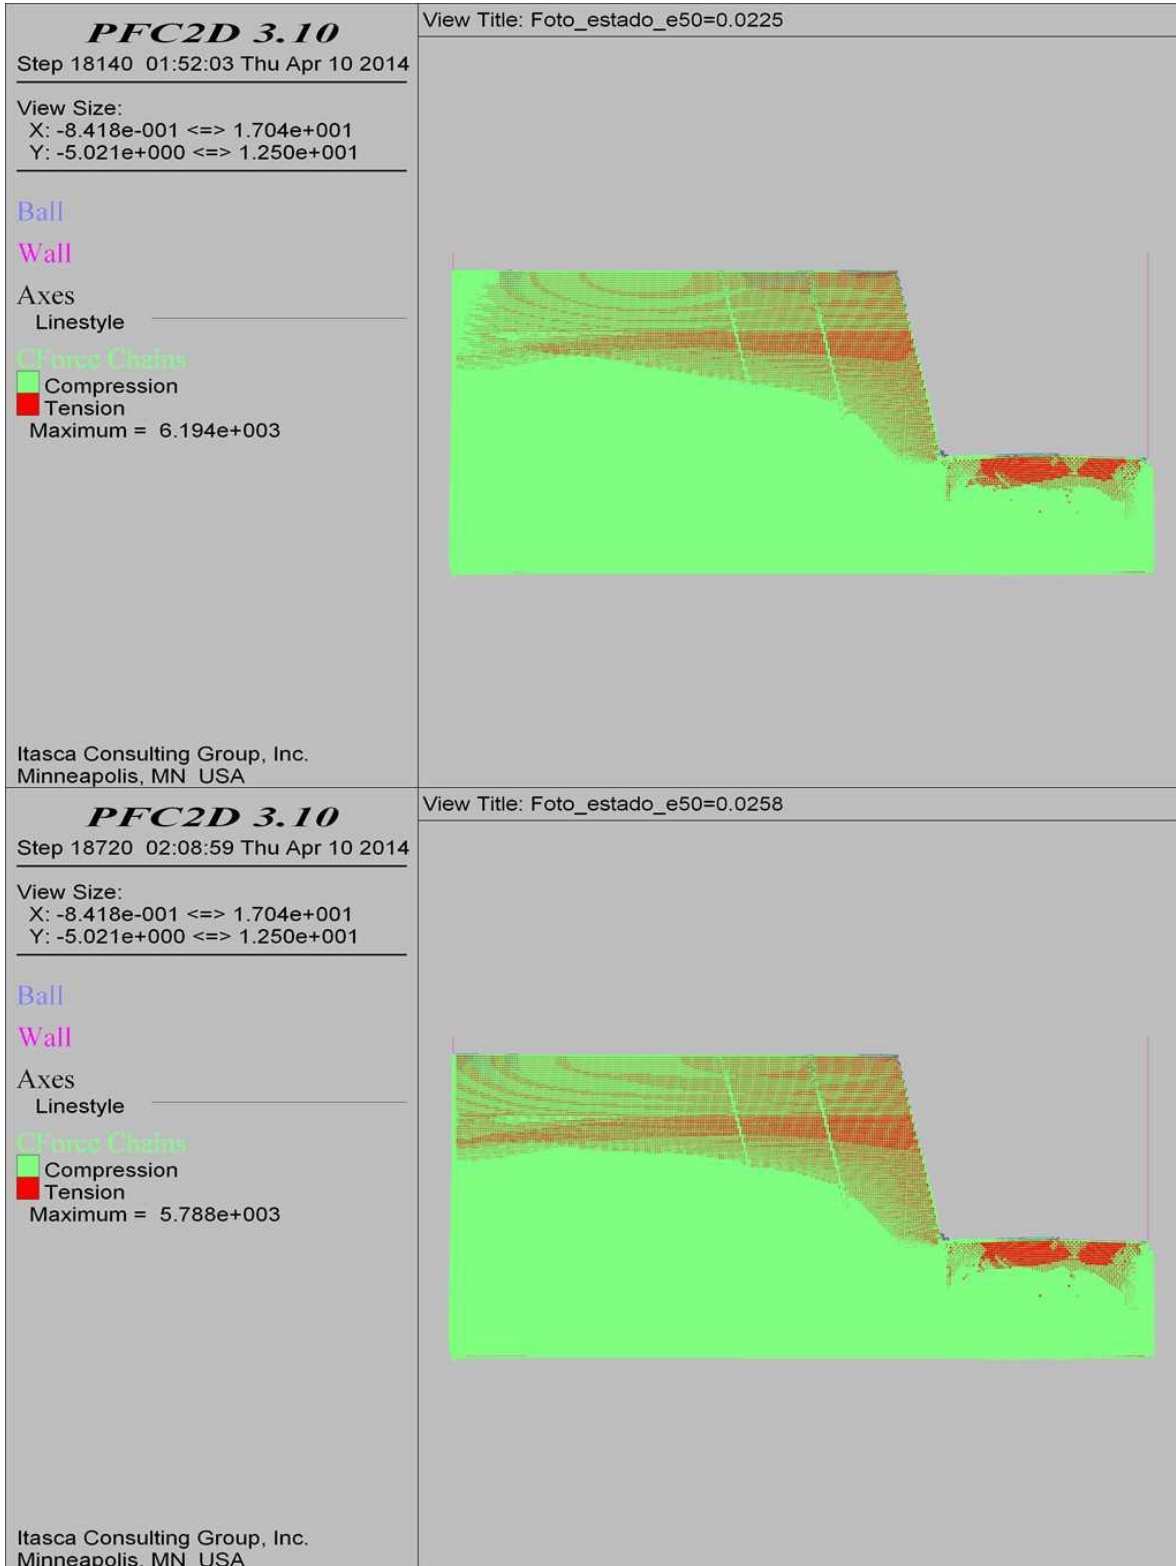 PFC2D 3.10
Step 18140 01:52:03 Thu Apr 10 2014
View Size:
X: -8.418e-001 <=> 1.704e+001
Y: -5.021e+000 <=> 1.250e+001
Ball
Wall
Axes
Linestyle
CForce Chains
Compression
Tension
Maximum = 6.194e+003
Itasca Consulting Group, Inc.
Minneapolis, MN USA
View Title: Foto_estado_e50=0.0225
PFC2D 3.10
Step 18720 02:08:59 Thu Apr 10 2014
View Size:
X: -8.418e-001 <=> 1.704e+001
Y: -5.021e+000 <=> 1.250e+001
Ball
Wall
Axes
Linestyle
CForce Chains
Compression
Tension
Maximum = 5.788e+003
Itasca Consulting Group, Inc.
Minneapolis, MN USA
View Title: Foto_estado_e50=0.0258